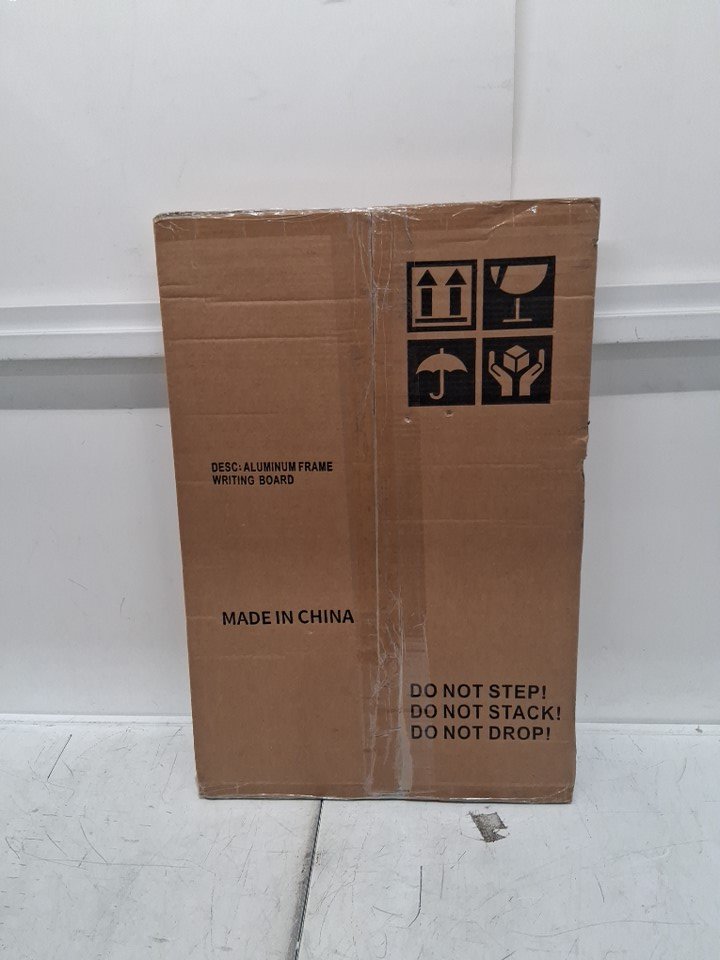 DESC: ALUMINUM FRAME
WRITING BOARD
MADE IN CHINA
DO NOT STEP!
DO NOT STACK!
DO NOT DROP!